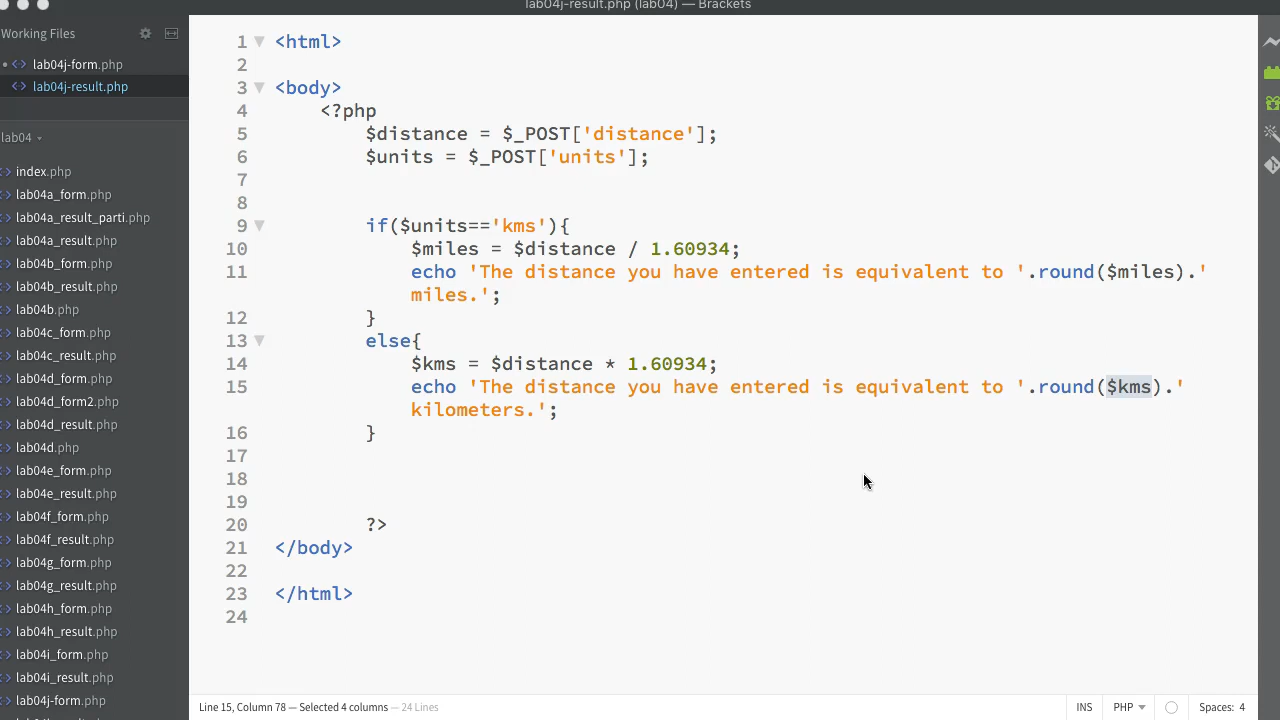 lab04j-result.php (lab04) — Brackets
Working Files
lab04j-form.php
lab04j-result.php
lab04
index.php
lab04a_form.php
lab04a_result_parti.php
lab04a_result.php
lab04b_form.php
lab04b_result.php
lab04b.php
lab04c_form.php
lab04c_result.php
lab04d_form.php
lab04d_form2.php
lab04d_result.php
lab04d.php
lab04e_form.php
lab04e_result.php
lab04f_form.php
lab04f_result.php
lab04g_form.php
lab04g_result.php
lab04h_form.php
lab04h_result.php
lab04i_form.php
lab04i_result.php
lab04j-form.php
1 <html>
2
3 <body>
4 <?php
5 $distance = $_POST['distance'];
6 $units = $_POST['units'];
7
8
9 if($units=='kms'){
10 $miles = $distance / 1.60934;
11 echo 'The distance you have entered is equivalent to '.round($miles).'
miles.';
12 }
13 else{
14 $kms = $distance * 1.60934;
15 echo 'The distance you have entered is equivalent to '.round($kms).'
kilometers.';
16 }
17
18
19
20 ?>
21 </body>
22
23 </html>
24
Line 15, Column 78 — Selected 4 columns — 24 Lines
INS
PHP
Spaces: 4